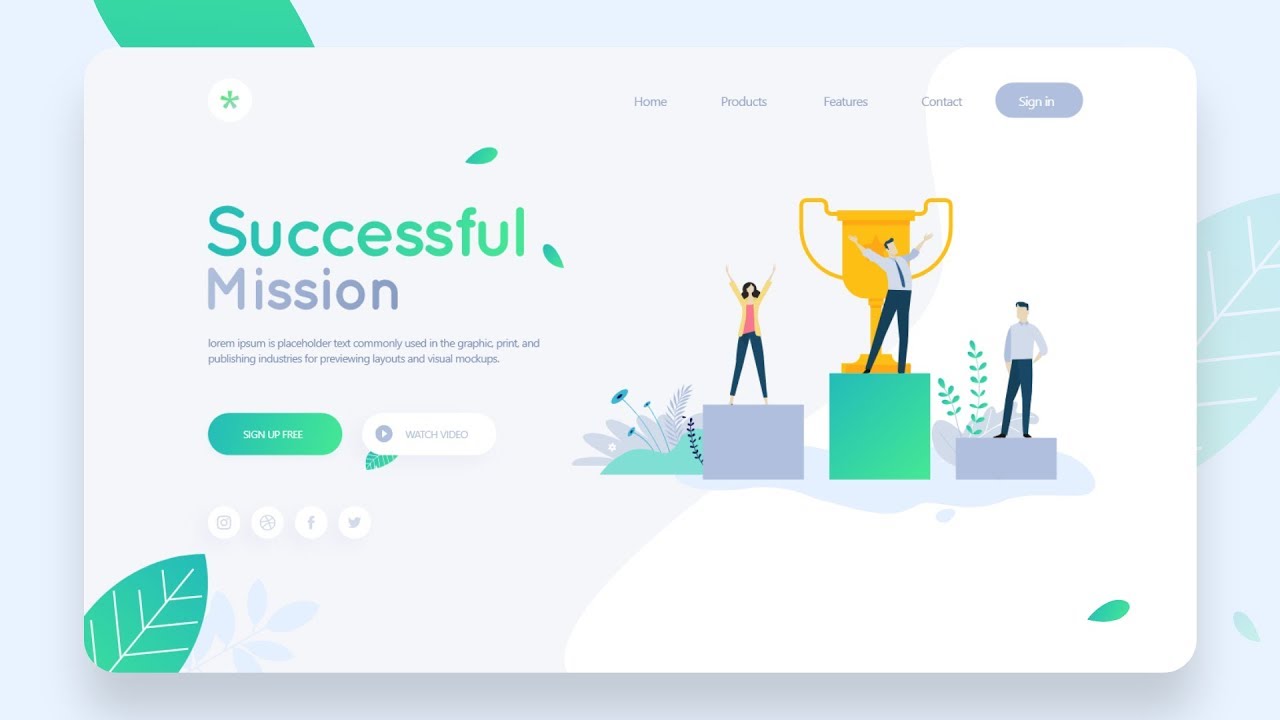 *
Home Products Features Contact Sign in
Successful
Mission
lorem ipsum is placeholder text commonly used in the graphic, print, and
publishing industries for previewing layouts and visual mockups.
SIGN UP FREE WATCH VIDEO